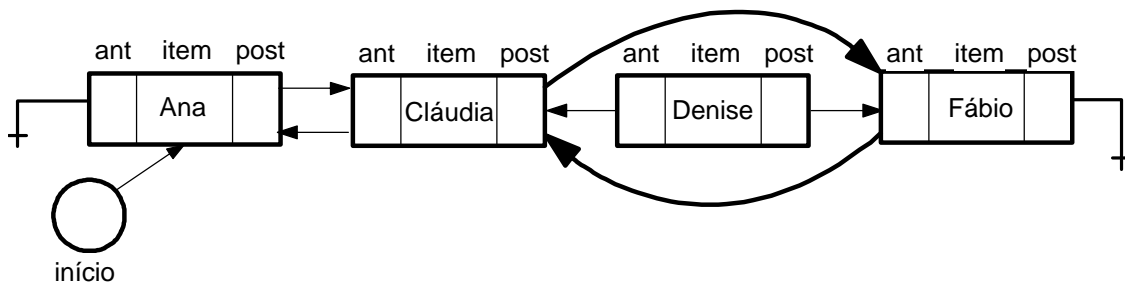 ant item post
Ana
ant item post
Cláudia
ant item post
Denise
ant item post
Fábio
início